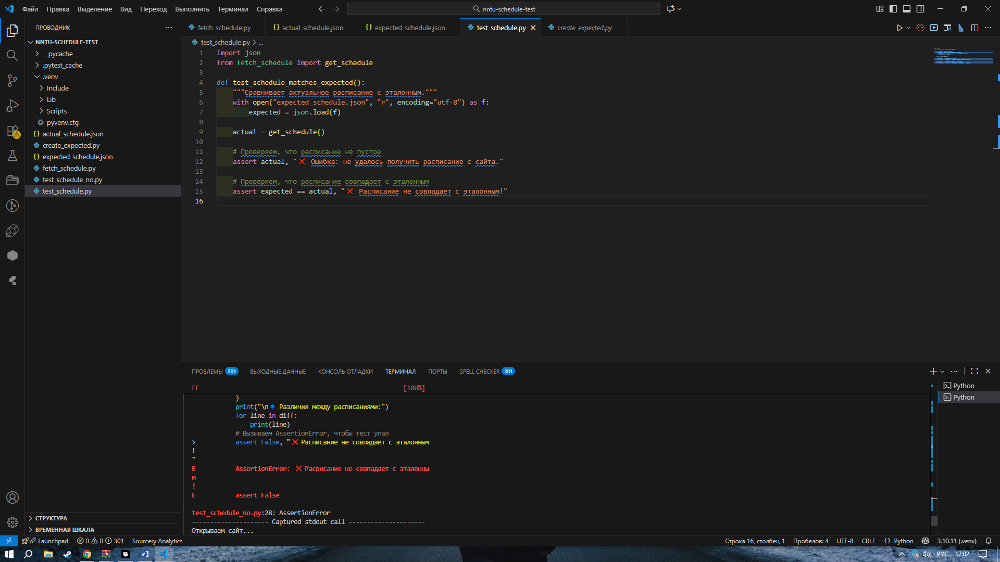 Файл Правка Выделение Вид Переход Выполнить Терминал Справка
nntu-schedule-test
ПРОВОДНИК
NNTU-SCHEDULE-TEST
__pycache__
.pytest_cache
.venv
Include
Lib
Scripts
pyvenv.cfg
actual_schedule.json
create_expected.py
expected_schedule.json
fetch_schedule.py
test_schedule_no.py
test_schedule.py
СТРУКТУРА
ВРЕМЕННАЯ ШКАЛА
fetch_schedule.py actual_schedule.json expected_schedule.json test_schedule.py create_expected.py
test_schedule.py > ...
1 import json
2 from fetch_schedule import get_schedule
3
4 def test_schedule_matches_expected():
5 """Сравнивает актуальное расписание с эталонным."""
6 with open("expected_schedule.json", "r", encoding="utf-8") as f:
7 expected = json.load(f)
8
9 actual = get_schedule()
10
11 # Проверяем, что расписание не пустое
12 assert actual, "❌ Ошибка: не удалось получить расписание с сайта."
13
14 # Проверяем, что расписание совпадает с эталонным
15 assert expected == actual, "❌ Расписание не совпадает с эталонным!"
16
ПРОБЛЕМЫ 301 ВЫХОДНЫЕ ДАННЫЕ КОНСОЛЬ ОТЛАДКИ ТЕРМИНАЛ ПОРТЫ SPELL CHECKER 301
FF [100%]
)
print("\n🔹 Различия между расписаниями:")
for line in diff:
print(line)
# Вызываем AssertionError, чтобы тест упал
> assert False, "❌ Расписание не совпадает с эталонным
!
"
E AssertionError: ❌ Расписание не совпадает с эталонны
м
!
E assert False
test_schedule_no.py:28: AssertionError
--------------------- Captured stdout call ---------------------
Открываем сайт...
Python
Python
Launchpad 0 0 301 Sourcery Analytics Строка 16, столбец 1 Пробелов: 4 UTF-8 CRLF {} Python 3.10.11 (.venv)
РУС 17:02